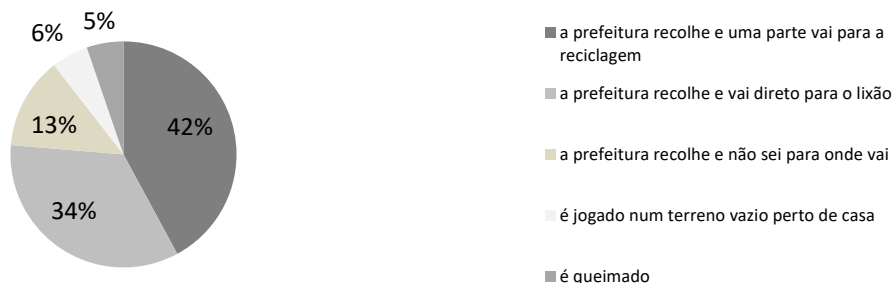 5%
6%
13%
42%
34%
a prefeitura recolhe e uma parte vai para a
reciclagem
a prefeitura recolhe e vai direto para o lixão
a prefeitura recolhe e não sei para onde vai
é jogado num terreno vazio perto de casa
é queimado